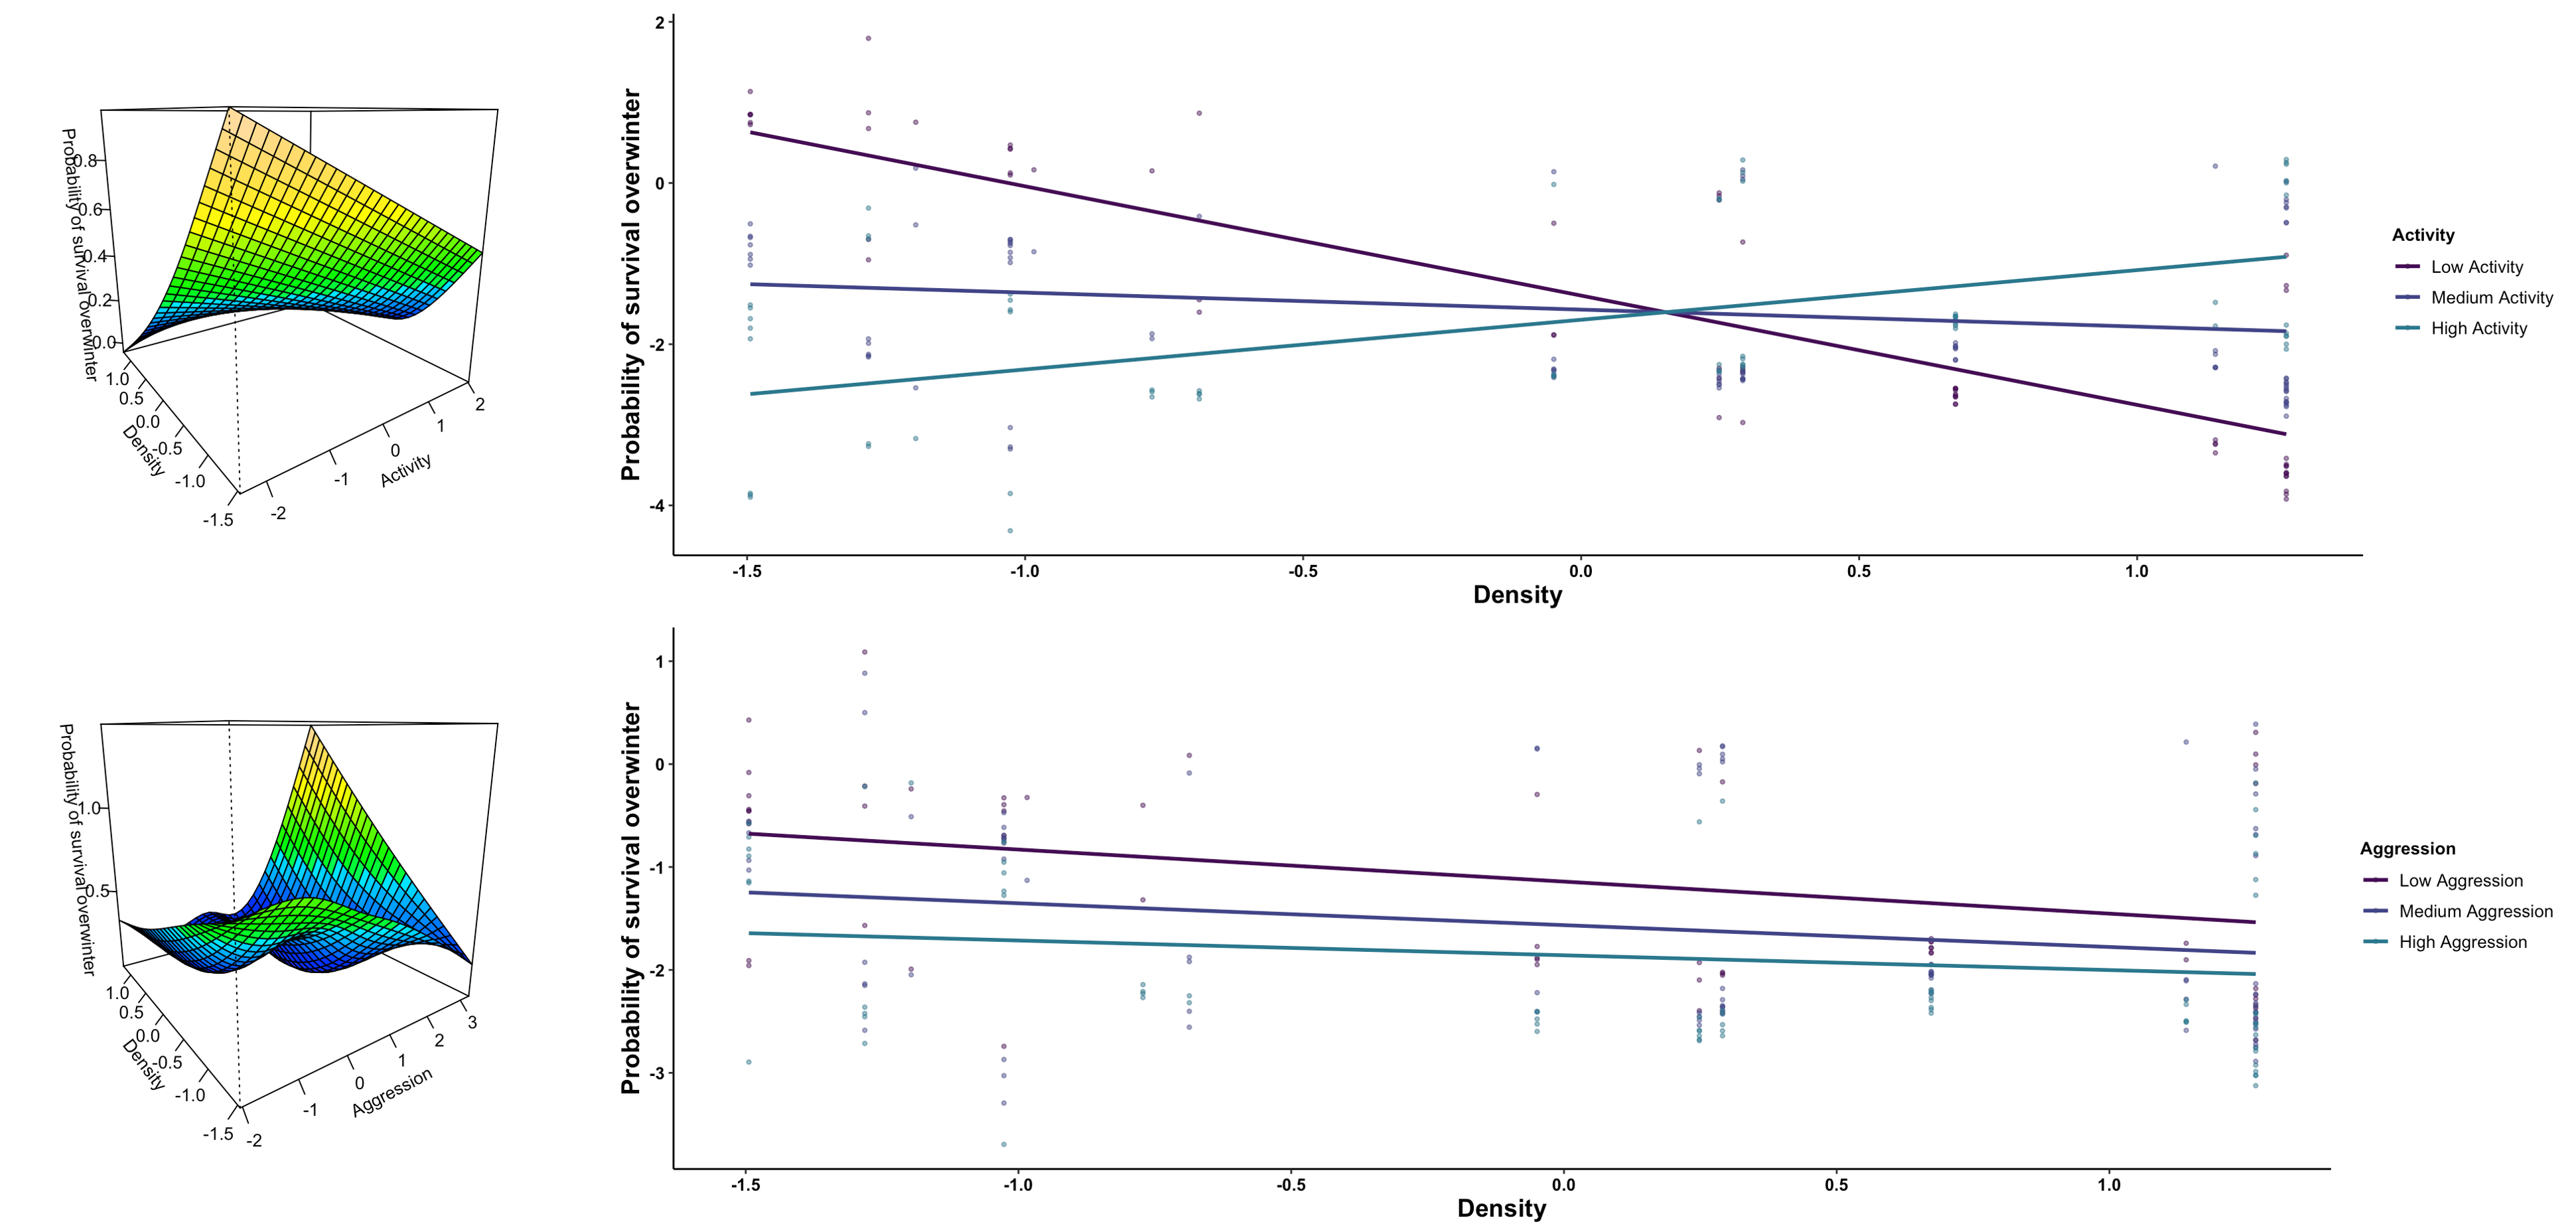 Probability of survival overwinter
0.8
0.6
0.4
0.2
0.0
1.0
0.5
0.0
-0.5
-1.0
-1.5
Density
-2
-1
0
1
2
Activity
Probability of survival overwinter
2
0
-2
-4
-1.5 -1.0 -0.5 0.0 0.5 1.0
Density
Activity
Low Activity
Medium Activity
High Activity
Probability of survival overwinter
1.0
0.5
1.0
0.5
0.0
-0.5
-1.0
-1.5
Density
-2
-1
0
1
2
3
Aggression
Probability of survival overwinter
1
0
-1
-2
-3
-1.5 -1.0 -0.5 0.0 0.5 1.0
Density
Aggression
Low Aggression
Medium Aggression
High Aggression